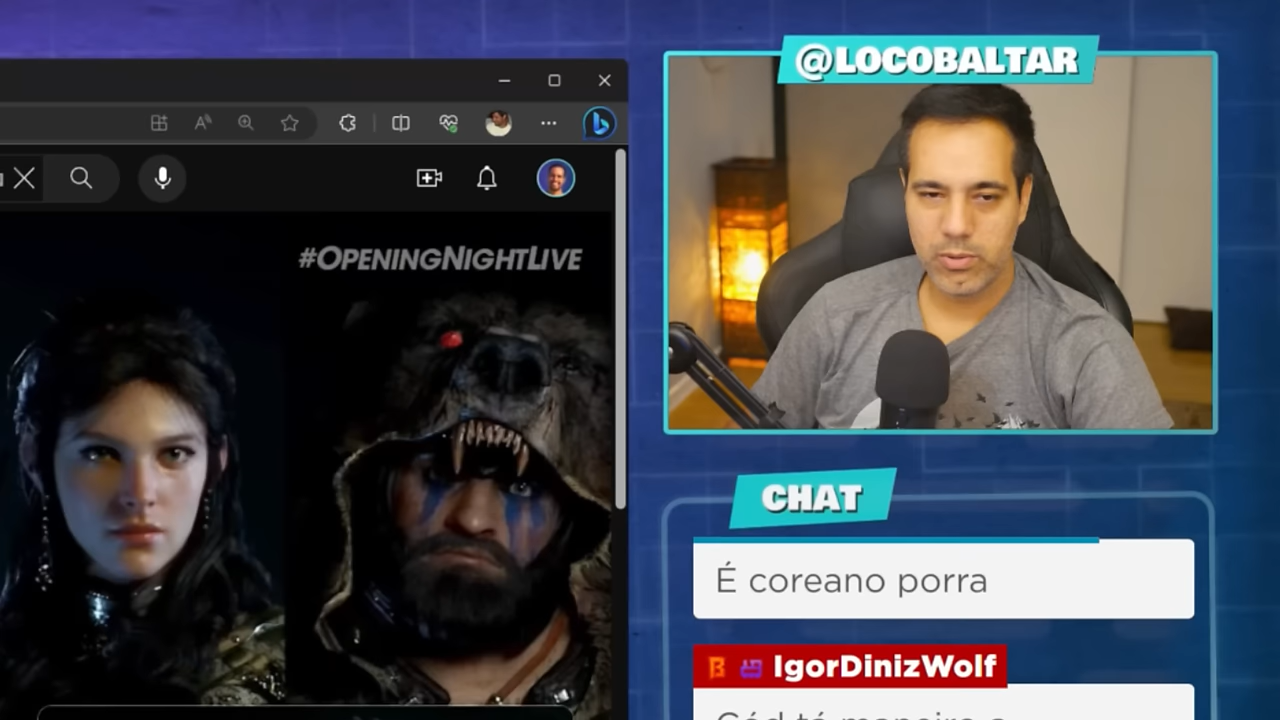 @LOCOBALTAR
#OPENINGNIGHTLIVE
CHAT
É coreano porra
IgorDinizWolf